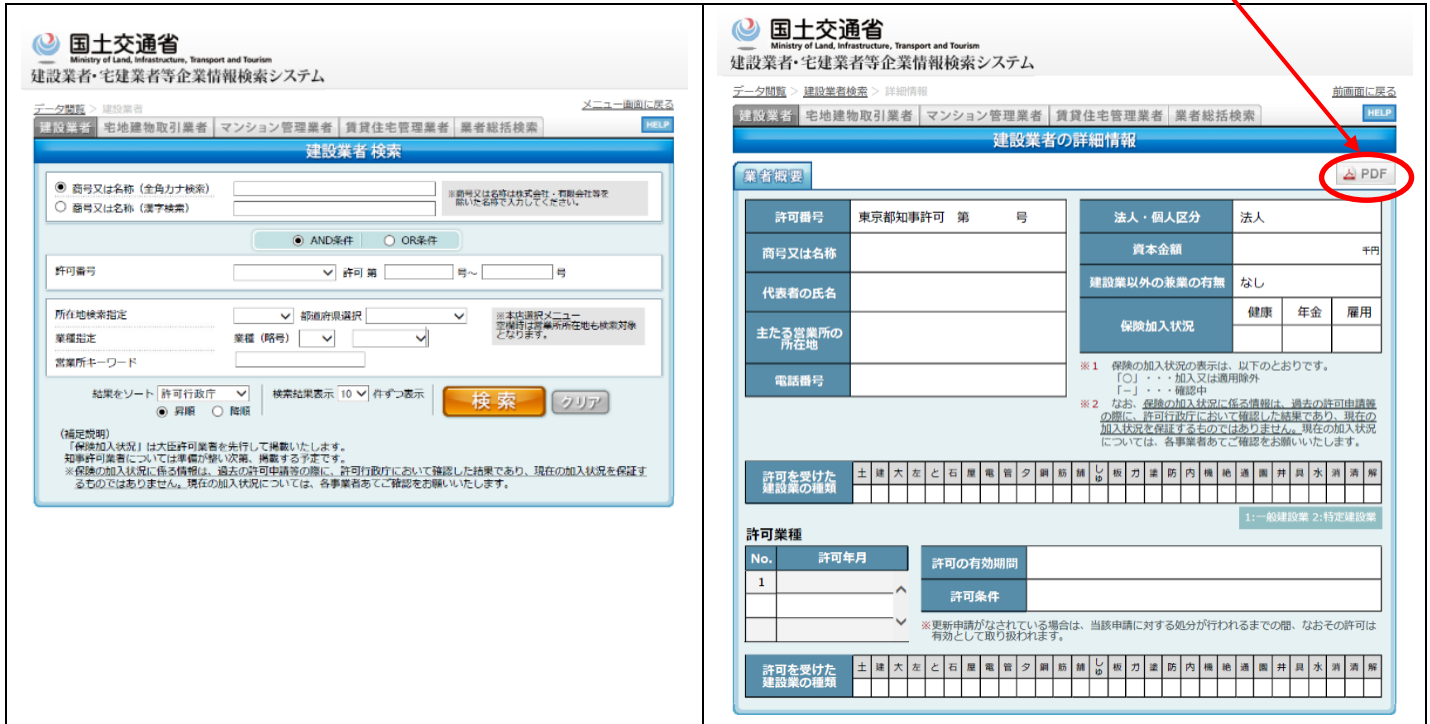 国土交通省
Ministry of Land, Infrastructure, Transport and Tourism
建設業者・宅建業者等企業情報検索システム
データ閲覧 > 建設業者
メニュー画面に戻る
建設業者 宅地建物取引業者 マンション管理業者 賃貸住宅管理業者 業者総括検索
HELP
建設業者 検索
商号又は名称（全角カナ検索）
商号又は名称（漢字検索）
※商号又は名称は株式会社・有限会社等を
除いた名称で入力してください。
AND条件 OR条件
許可番号 許可 第 号～ 号
所在地検索指定 都道府県選択
※本店選択メニュー
空欄時は営業所所在地も検索対象
となります。
業種指定 業種（略号）
営業所キーワード
結果をソート 許可行政庁 検索結果表示 10 件ずつ表示
昇順 降順
検索 クリア
（補足説明）
「保険加入状況」は大臣許可業者を先行して掲載いたします。
知事許可業者については準備が整い次第、掲載する予定です。
※保険の加入状況に係る情報は、過去の許可申請等の際に、許可行政庁において確認した結果であり、現在の加入状況を保証す
るものではありません。現在の加入状況については、各事業者あてご確認をお願いいたします。
国土交通省
Ministry of Land, Infrastructure, Transport and Tourism
建設業者・宅建業者等企業情報検索システム
データ閲覧 > 建設業者検索 > 詳細情報
前画面に戻る
建設業者 宅地建物取引業者 マンション管理業者 賃貸住宅管理業者 業者総括検索
HELP
建設業者の詳細情報
業者概要
PDF
許可番号 東京都知事許可 第 号
商号又は名称
代表者の氏名
主たる営業所の
所在地
電話番号
法人・個人区分 法人
資本金額 千円
建設業以外の兼業の有無 なし
保険加入状況 健康 年金 雇用
※1 保険の加入状況の表示は、以下のとおりです。
「○」・・・加入又は適用除外
「－」・・・確認中
※2 なお、保険の加入状況に係る情報は、過去の許可申請等
の際に、許可行政庁において確認した結果であり、現在の
加入状況を保証するものではありません。現在の加入状況
については、各事業者あてご確認をお願いいたします。
許可を受けた
建設業の種類
土 建 大 左 と 石 屋 電 管 タ 鋼 筋 舗 しゅ 板 ガ 塗 防 内 機 絶 通 園 井 具 水 消 清 解
1:一般建設業 2:特定建設業
許可業種
No. 許可年月
1
許可の有効期間
許可条件
※更新申請がなされている場合は、当該申請に対する処分が行われるまでの間、なおその許可は
有効として取り扱われます。
許可を受けた
建設業の種類
土 建 大 左 と 石 屋 電 管 タ 鋼 筋 舗 しゅ 板 ガ 塗 防 内 機 絶 通 園 井 具 水 消 清 解